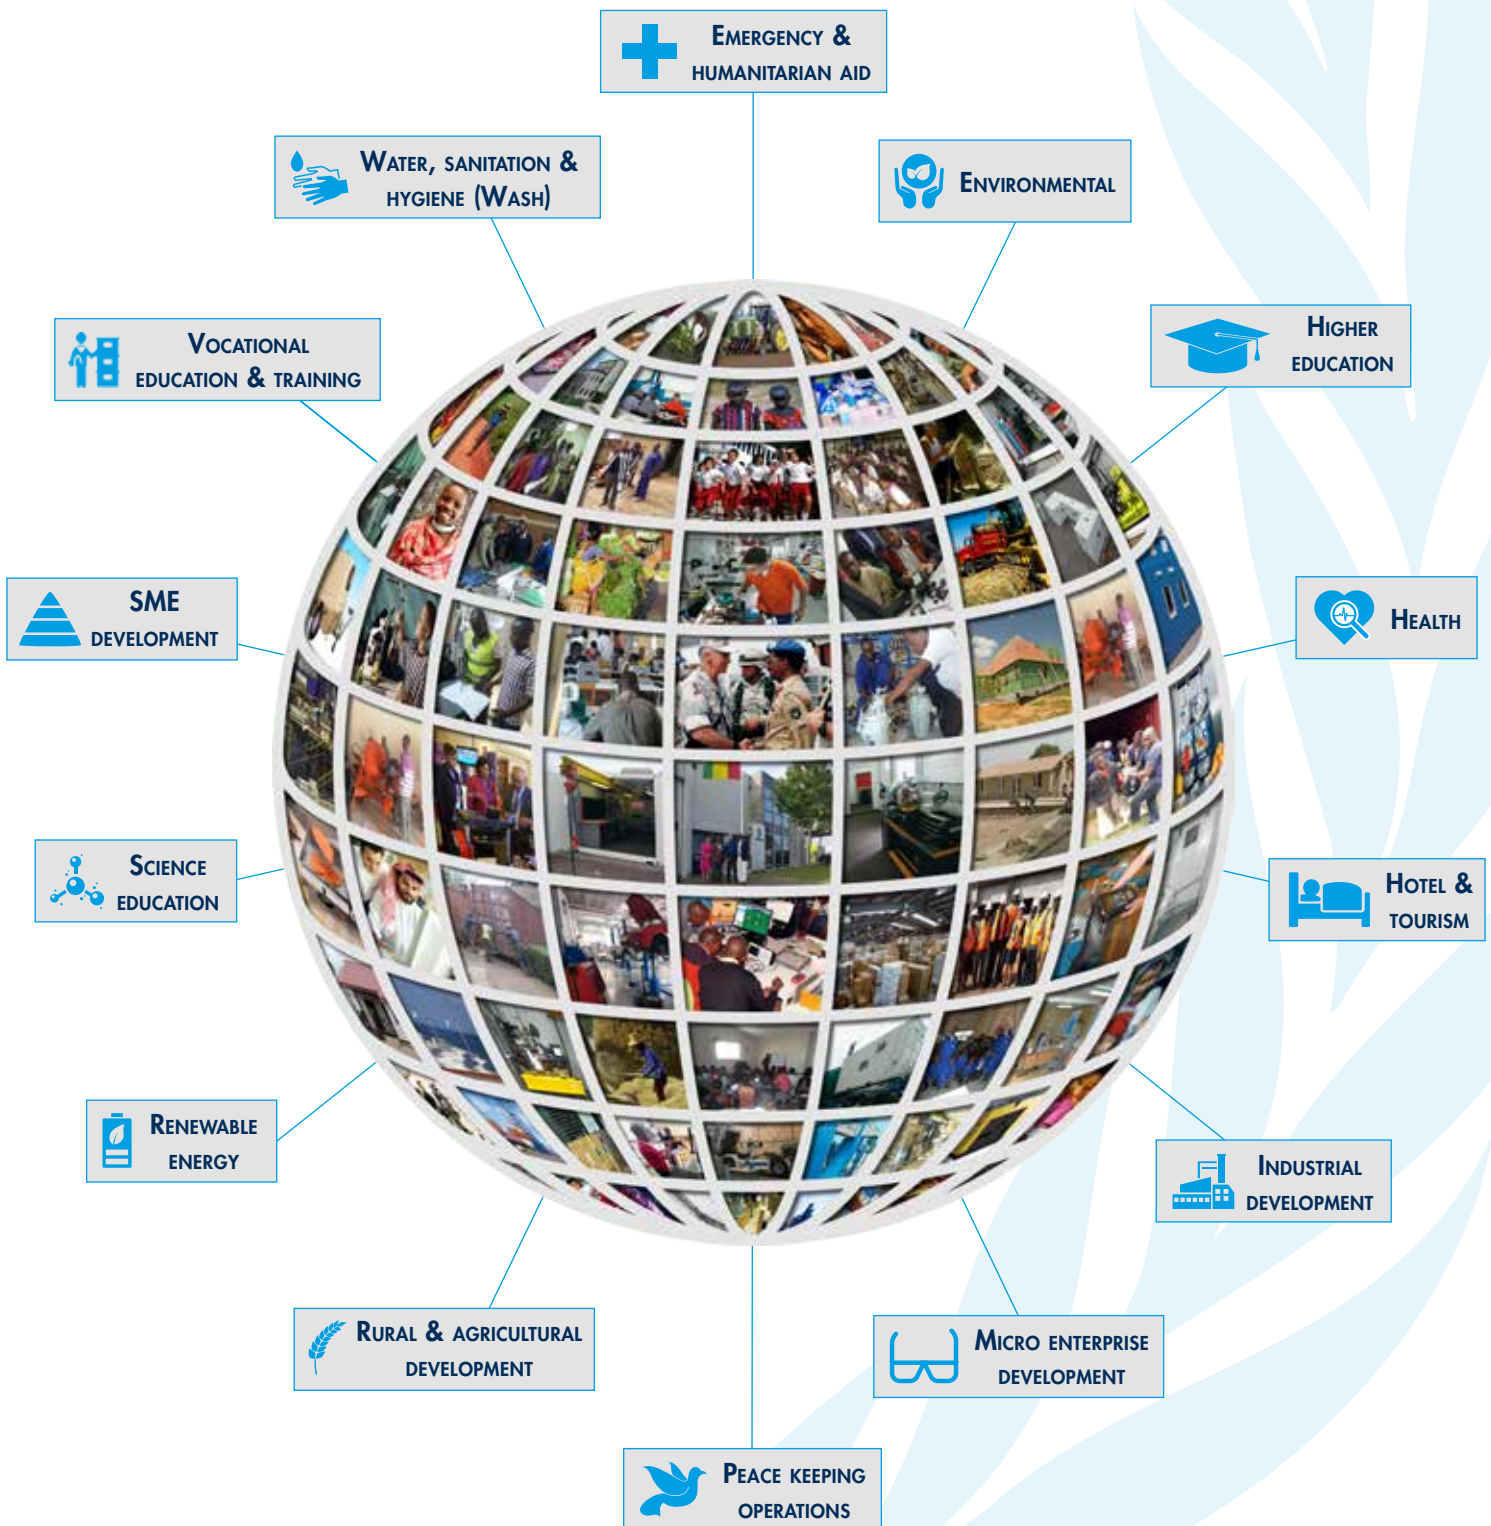 Emergency &
humanitarian aid
Water, sanitation &
hygiene (Wash)
Environmental
Vocational
education & training
Higher
education
SME
development
Health
Science
education
Hotel &
tourism
Renewable
energy
Industrial
development
Rural & agricultural
development
Micro enterprise
development
Peace keeping
operations